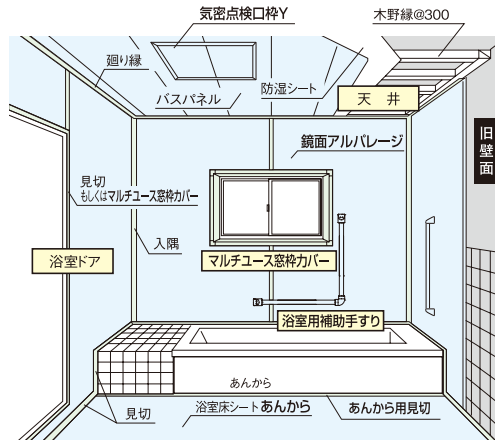 気密点検口枠Y
木野縁@300
廻り縁
バスパネル
防湿シート
天 井
鏡面アルパレージ
旧壁面
見切
もしくはマルチユース窓枠カバー
入隅
浴室ドア
マルチユース窓枠カバー
浴室用補助手すり
あんから
見切
浴室床シートあんから
あんから用見切